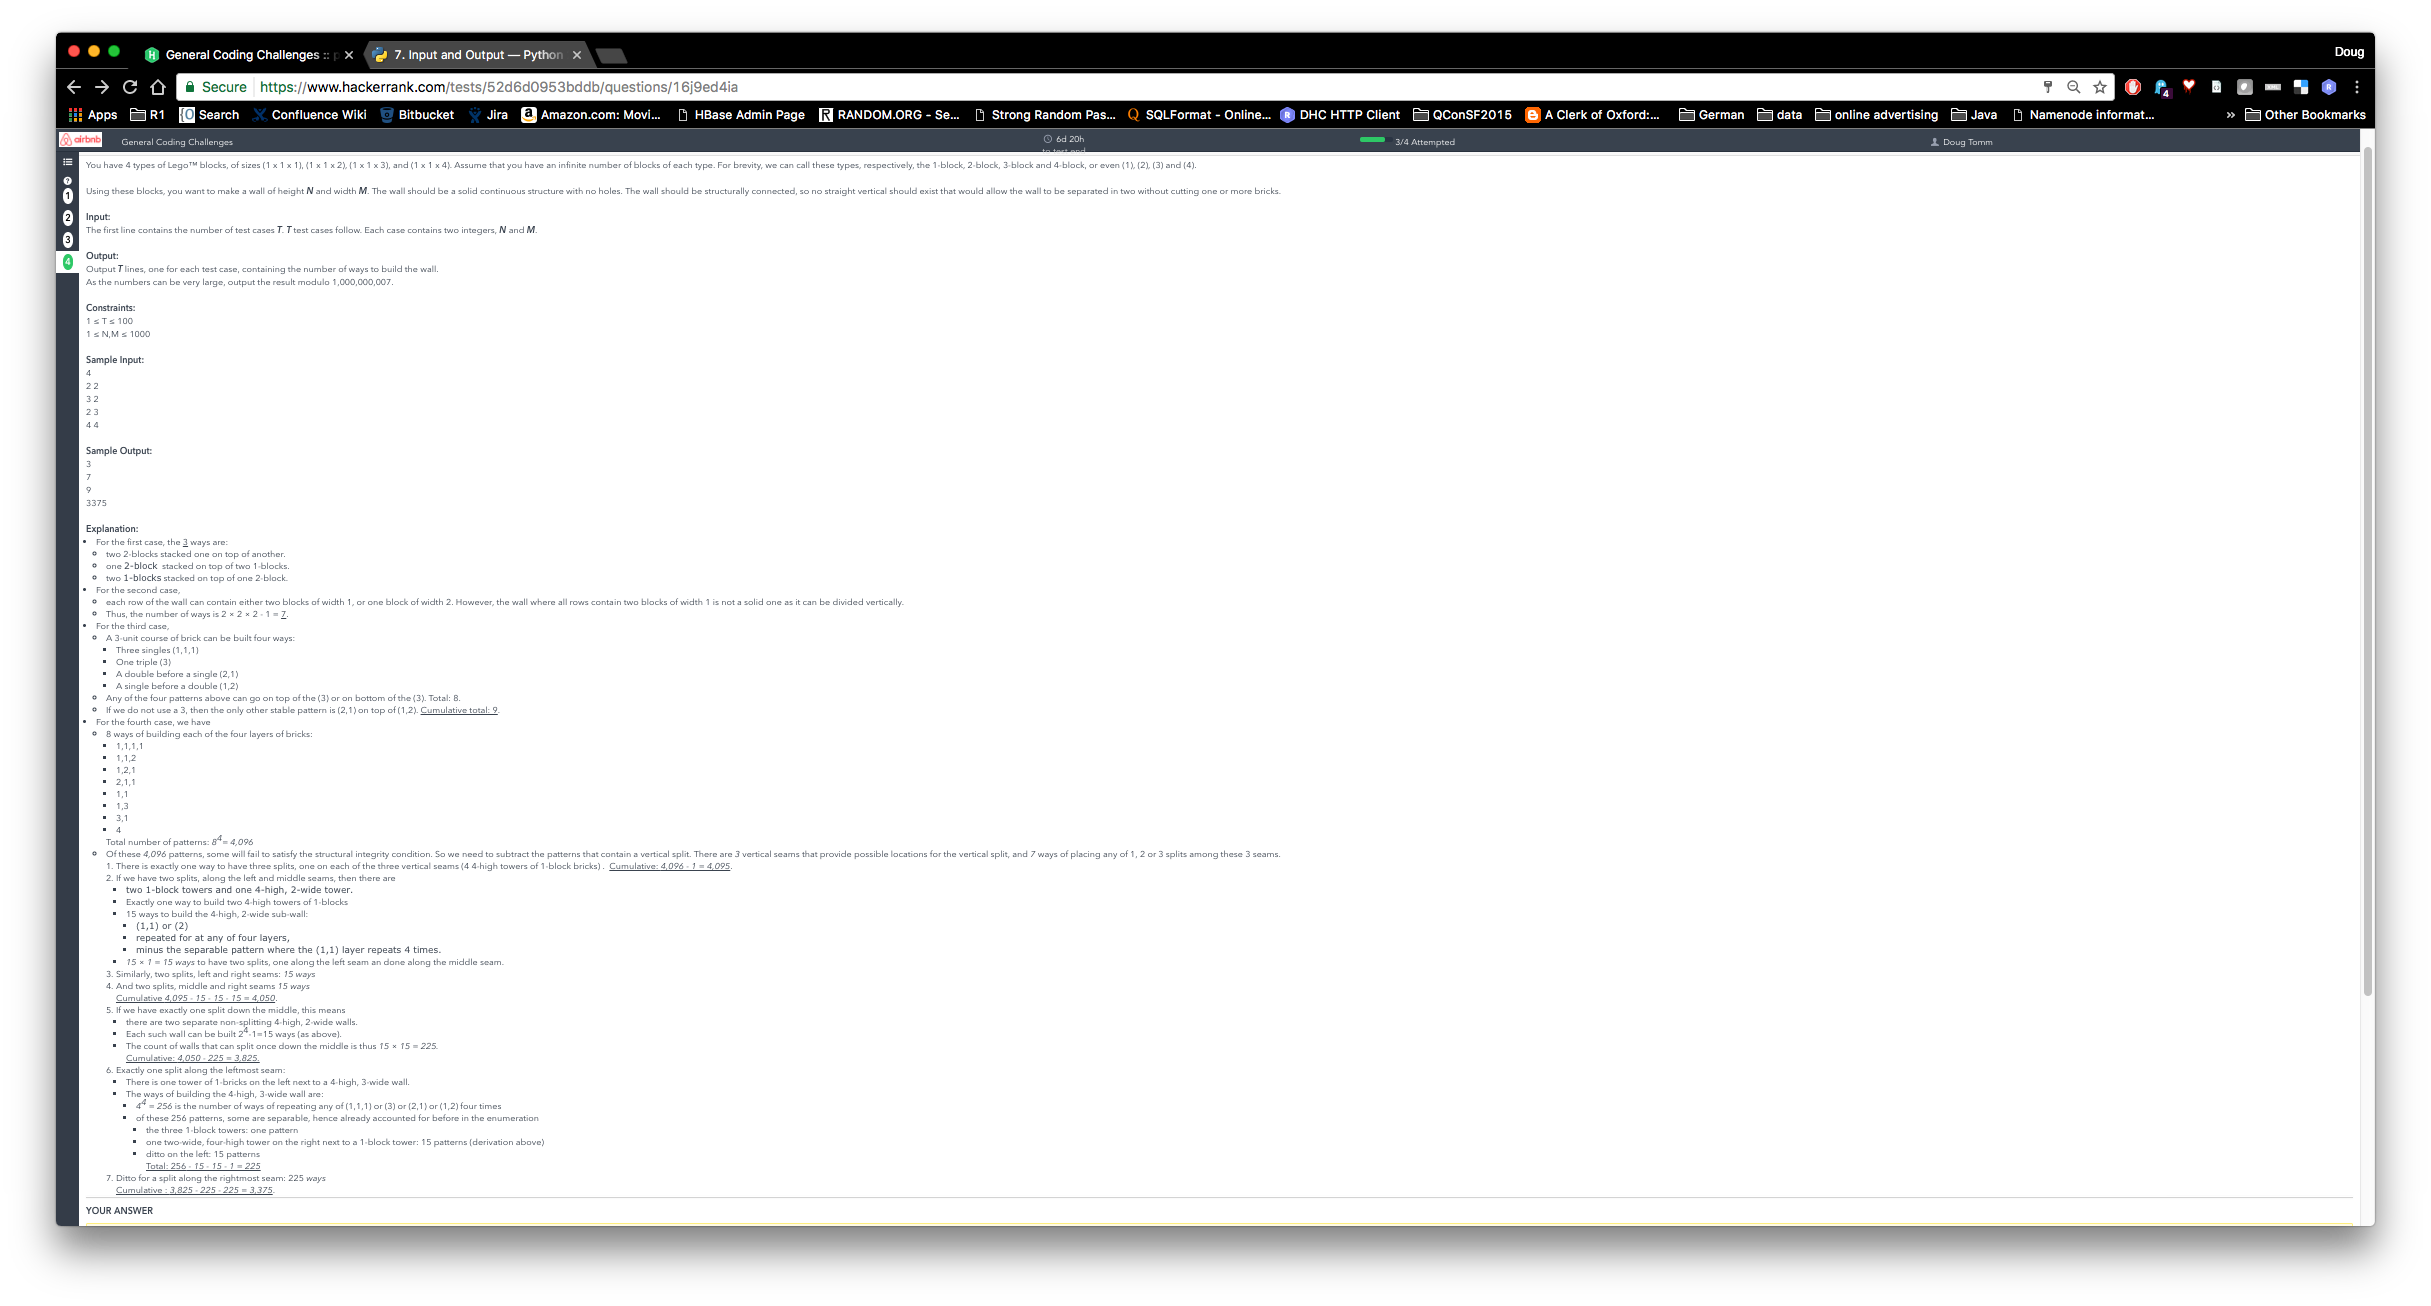 Doug
General Coding Challenges :: p
7. Input and Output — Python
Secure https://www.hackerrank.com/tests/52d6d0953bddb/questions/16j9ed4ia
4
Apps R1 Search Confluence Wiki Bitbucket Jira Amazon.com: Movi... HBase Admin Page RANDOM.ORG - Se... Strong Random Pas... SQLFormat - Online... DHC HTTP Client QConSF2015 A Clerk of Oxford:... German data online advertising Java Namenode informat... » Other Bookmarks
airbnb General Coding Challenges 6d 20h 3/4 Attempted Doug Tomm
to test end
1
2
3
4
You have 4 types of Lego™ blocks, of sizes (1 x 1 x 1), (1 x 1 x 2), (1 x 1 x 3), and (1 x 1 x 4). Assume that you have an infinite number of blocks of each type. For brevity, we can call these types, respectively, the 1-block, 2-block, 3-block and 4-block, or even (1), (2), (3) and (4).
Using these blocks, you want to make a wall of height N and width M. The wall should be a solid continuous structure with no holes. The wall should be structurally connected, so no straight vertical should exist that would allow the wall to be separated in two without cutting one or more bricks.
Input:
The first line contains the number of test cases T. T test cases follow. Each case contains two integers, N and M.
Output:
Output T lines, one for each test case, containing the number of ways to build the wall.
As the numbers can be very large, output the result modulo 1,000,000,007.
Constraints:
1 ≤ T ≤ 100
1 ≤ N,M ≤ 1000
Sample Input:
4
2 2
3 2
2 3
4 4
Sample Output:
3
7
9
3375
Explanation:
• For the first case, the 3 ways are:
two 2-blocks stacked one on top of another.
one 2-block stacked on top of two 1-blocks.
two 1-blocks stacked on top of one 2-block.
• For the second case,
each row of the wall can contain either two blocks of width 1, or one block of width 2. However, the wall where all rows contain two blocks of width 1 is not a solid one as it can be divided vertically.
Thus, the number of ways is 2 × 2 × 2 - 1 = 7.
• For the third case,
A 3-unit course of brick can be built four ways:
Three singles (1,1,1)
One triple (3)
A double before a single (2,1)
A single before a double (1,2)
Any of the four patterns above can go on top of the (3) or on bottom of the (3). Total: 8.
If we do not use a 3, then the only other stable pattern is (2,1) on top of (1,2). Cumulative total: 9.
• For the fourth case, we have
8 ways of building each of the four layers of bricks:
1,1,1,1
1,1,2
1,2,1
2,1,1
1,1
1,3
3,1
4
Total number of patterns: 8^4= 4,096
Of these 4,096 patterns, some will fail to satisfy the structural integrity condition. So we need to subtract the patterns that contain a vertical split. There are 3 vertical seams that provide possible locations for the vertical split, and 7 ways of placing any of 1, 2 or 3 splits among these 3 seams.
1. There is exactly one way to have three splits, one on each of the three vertical seams (4 4-high towers of 1-block bricks) . Cumulative: 4,096 - 1 = 4,095.
2. If we have two splits, along the left and middle seams, then there are
two 1-block towers and one 4-high, 2-wide tower.
Exactly one way to build two 4-high towers of 1-blocks
15 ways to build the 4-high, 2-wide sub-wall:
(1,1) or (2)
repeated for at any of four layers,
minus the separable pattern where the (1,1) layer repeats 4 times.
15 × 1 = 15 ways to have two splits, one along the left seam an done along the middle seam.
3. Similarly, two splits, left and right seams: 15 ways
4. And two splits, middle and right seams 15 ways
Cumulative 4,095 - 15 - 15 - 15 = 4,050.
5. If we have exactly one split down the middle, this means
there are two separate non-splitting 4-high, 2-wide walls.
Each such wall can be built 2^4-1=15 ways (as above).
The count of walls that can split once down the middle is thus 15 × 15 = 225.
Cumulative: 4,050 - 225 = 3,825.
6. Exactly one split along the leftmost seam:
There is one tower of 1-bricks on the left next to a 4-high, 3-wide wall.
The ways of building the 4-high, 3-wide wall are:
4^4 = 256 is the number of ways of repeating any of (1,1,1) or (3) or (2,1) or (1,2) four times
of these 256 patterns, some are separable, hence already accounted for before in the enumeration
the three 1-block towers: one pattern
one two-wide, four-high tower on the right next to a 1-block tower: 15 patterns (derivation above)
ditto on the left: 15 patterns
Total: 256 - 15 - 15 - 1 = 225
7. Ditto for a split along the rightmost seam: 225 ways
Cumulative : 3,825 - 225 - 225 = 3,375.
YOUR ANSWER